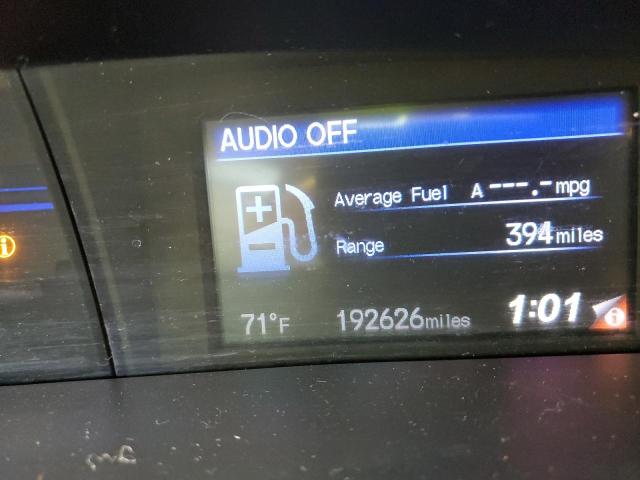 AUDIO OFF
Average Fuel A ---.- mpg
Range 394 miles
71°F 192626 miles 1:01